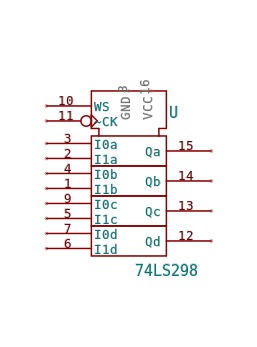 GND 8
VCC 16
10 WS
U
11 ~CK
3 I0a
Qa 15
2 I1a
4 I0b
Qb 14
1 I1b
9 I0c
Qc 13
5 I1c
7 I0d
Qd 12
6 I1d
74LS298